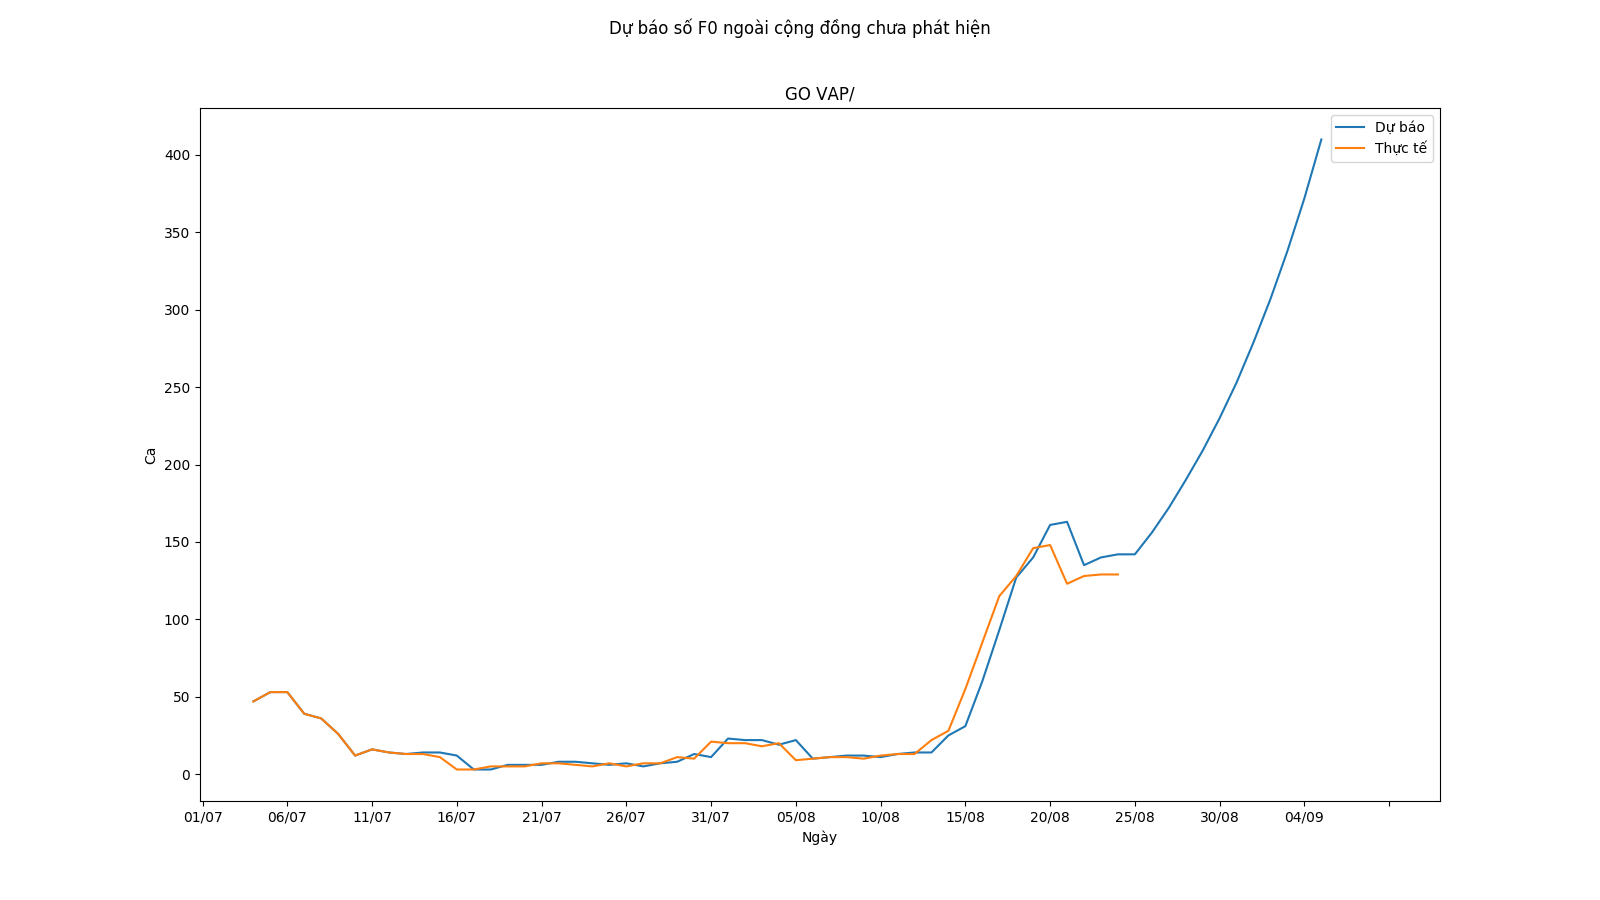 Dự báo số F0 ngoài cộng đồng chưa phát hiện
GO VAP/
Dự báo
Thực tế
400
350
300
250
200
150
100
50
0
Ca
01/07 06/07 11/07 16/07 21/07 26/07 31/07 05/08 10/08 15/08 20/08 25/08 30/08 04/09
Ngày